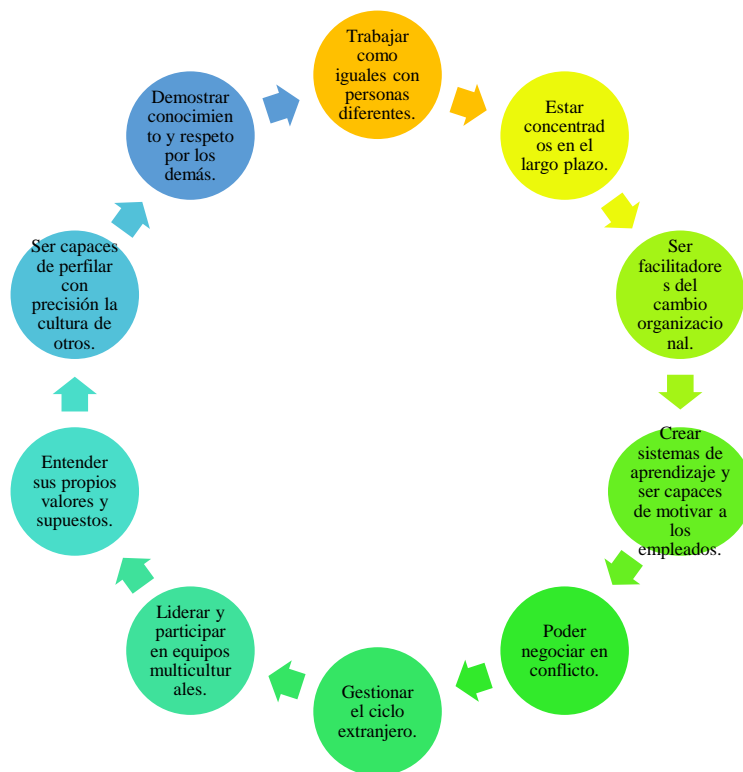 Trabajar
como
iguales con
personas
diferentes.
Estar
concentrad
os en el
largo plazo.
Ser
facilitadore
s del
cambio
organizacio
nal.
Crear
sistemas de
aprendizaje y
ser capaces
de motivar a
los
empleados.
Poder
negociar en
conflicto.
Gestionar
el ciclo
extranjero.
Liderar y
participar
en equipos
multicultur
ales.
Entender
sus propios
valores y
supuestos.
Ser capaces
de perfilar
con
precisión la
cultura de
otros.
Demostrar
conocimie
nto y respeto
por los
demás.